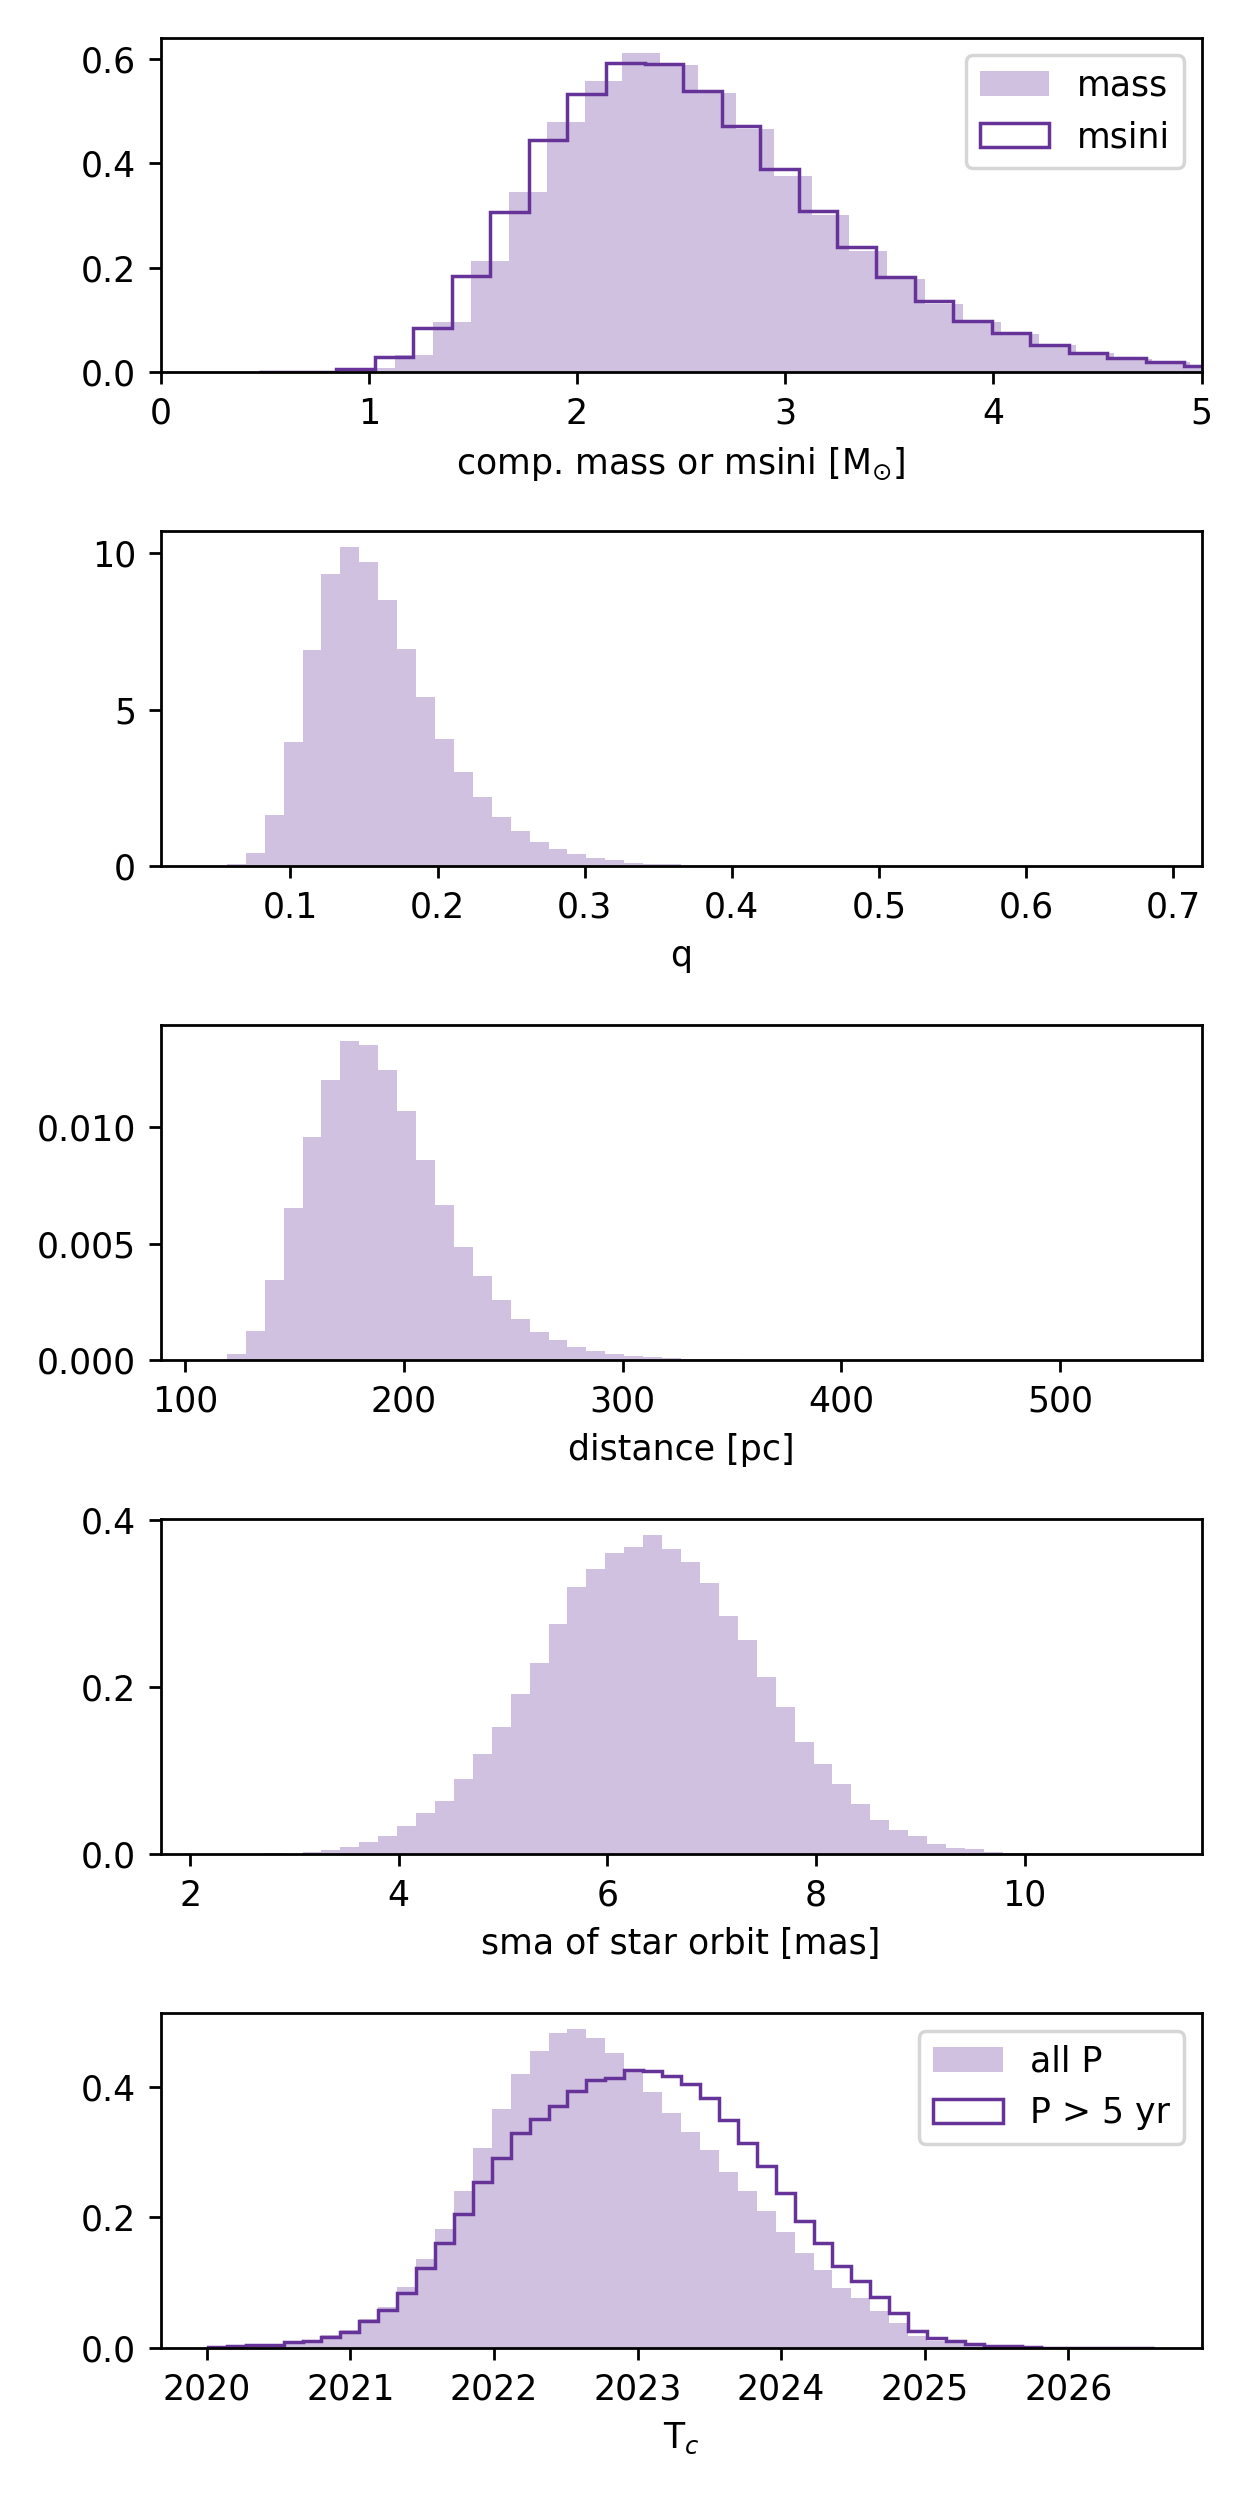 0.6
0.4
0.2
0.0
mass
msini
0 1 2 3 4 5
comp. mass or msini [M☉]
10
5
0
0.1 0.2 0.3 0.4 0.5 0.6 0.7
q
0.010
0.005
0.000
100 200 300 400 500
distance [pc]
0.4
0.2
0.0
2 4 6 8 10
sma of star orbit [mas]
0.4
0.2
0.0
all P
P > 5 yr
2020 2021 2022 2023 2024 2025 2026
T_c